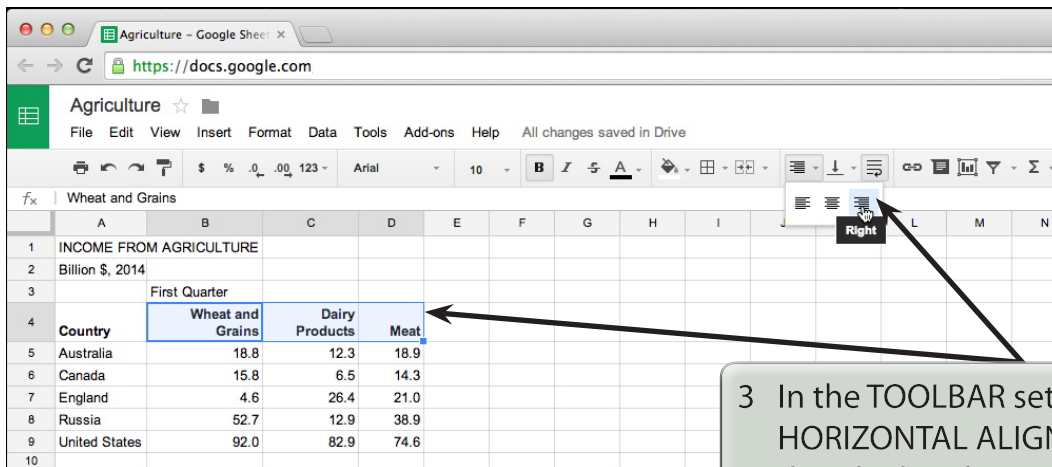 Agriculture – Google Sheet ×
https://docs.google.com
Agriculture
File Edit View Insert Format Data Tools Add-ons Help All changes saved in Drive
$ % .0 .00 123 Arial 10 B I S A Σ
fx Wheat and Grains
Right
A B C D E F G H I J L M N
1 INCOME FROM AGRICULTURE
2 Billion $, 2014
3 First Quarter
4 Country Wheat and Grains Dairy Products Meat
5 Australia 18.8 12.3 18.9
6 Canada 15.8 6.5 14.3
7 England 4.6 26.4 21.0
8 Russia 52.7 12.9 38.9
9 United States 92.0 82.9 74.6
10
3 In the TOOLBAR set
HORIZONTAL ALIGN